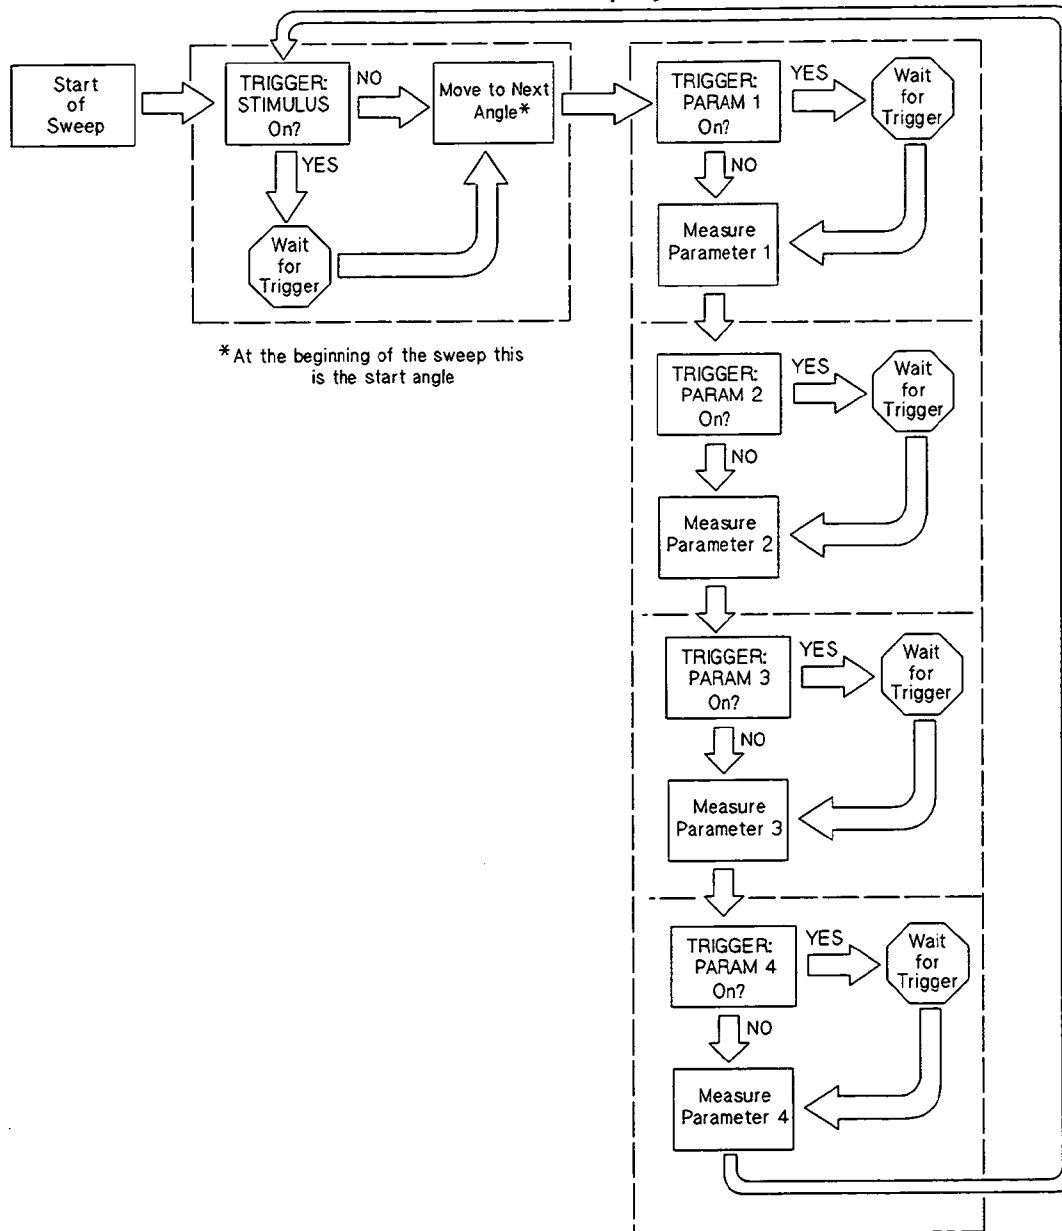 Start
of
Sweep
TRIGGER:
STIMULUS
On?
NO
YES
Wait
for
Trigger
Move to Next
Angle*
*At the beginning of the sweep this
is the start angle
TRIGGER:
PARAM 1
On?
YES
Wait
for
Trigger
NO
Measure
Parameter 1
TRIGGER:
PARAM 2
On?
YES
Wait
for
Trigger
NO
Measure
Parameter 2
TRIGGER:
PARAM 3
On?
YES
Wait
for
Trigger
NO
Measure
Parameter 3
TRIGGER:
PARAM 4
On?
YES
Wait
for
Trigger
NO
Measure
Parameter 4